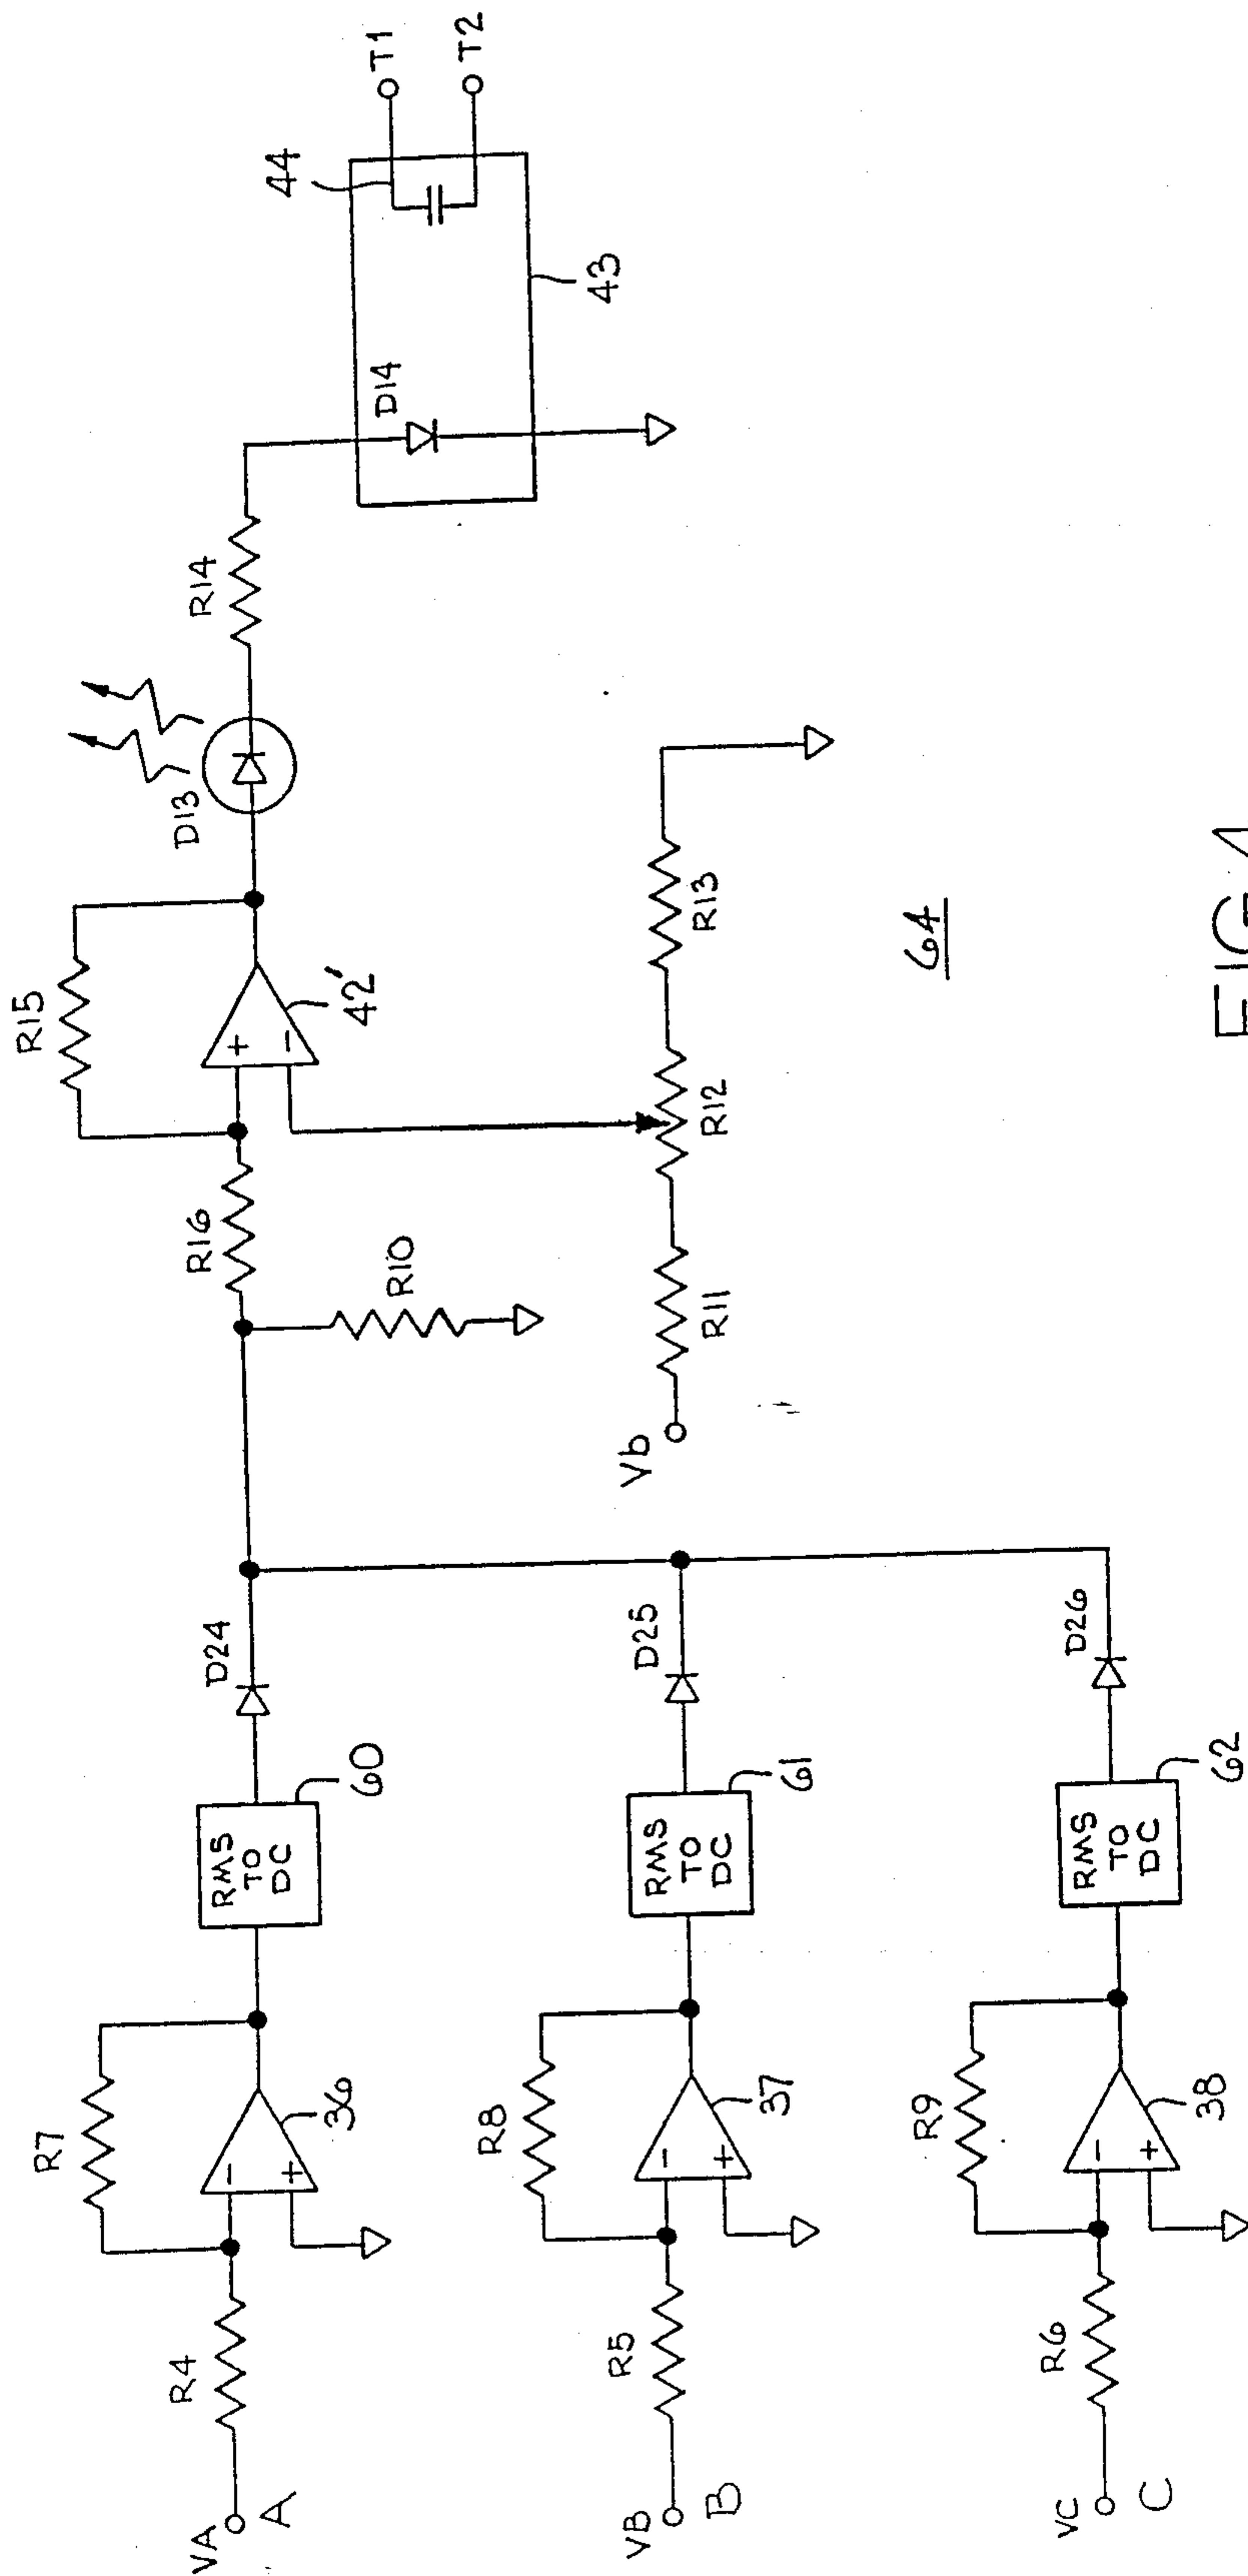 VA
A
R4
R7
36
RMS
TO
DC
60
D24
VB
B
R5
R8
37
RMS
TO
DC
61
D25
VC
C
R6
R9
38
RMS
TO
DC
62
D26
R10
R16
R15
+
-
42'
D13
R14
D14
43
44
T1
T2
Vb
R11
R12
R13
64